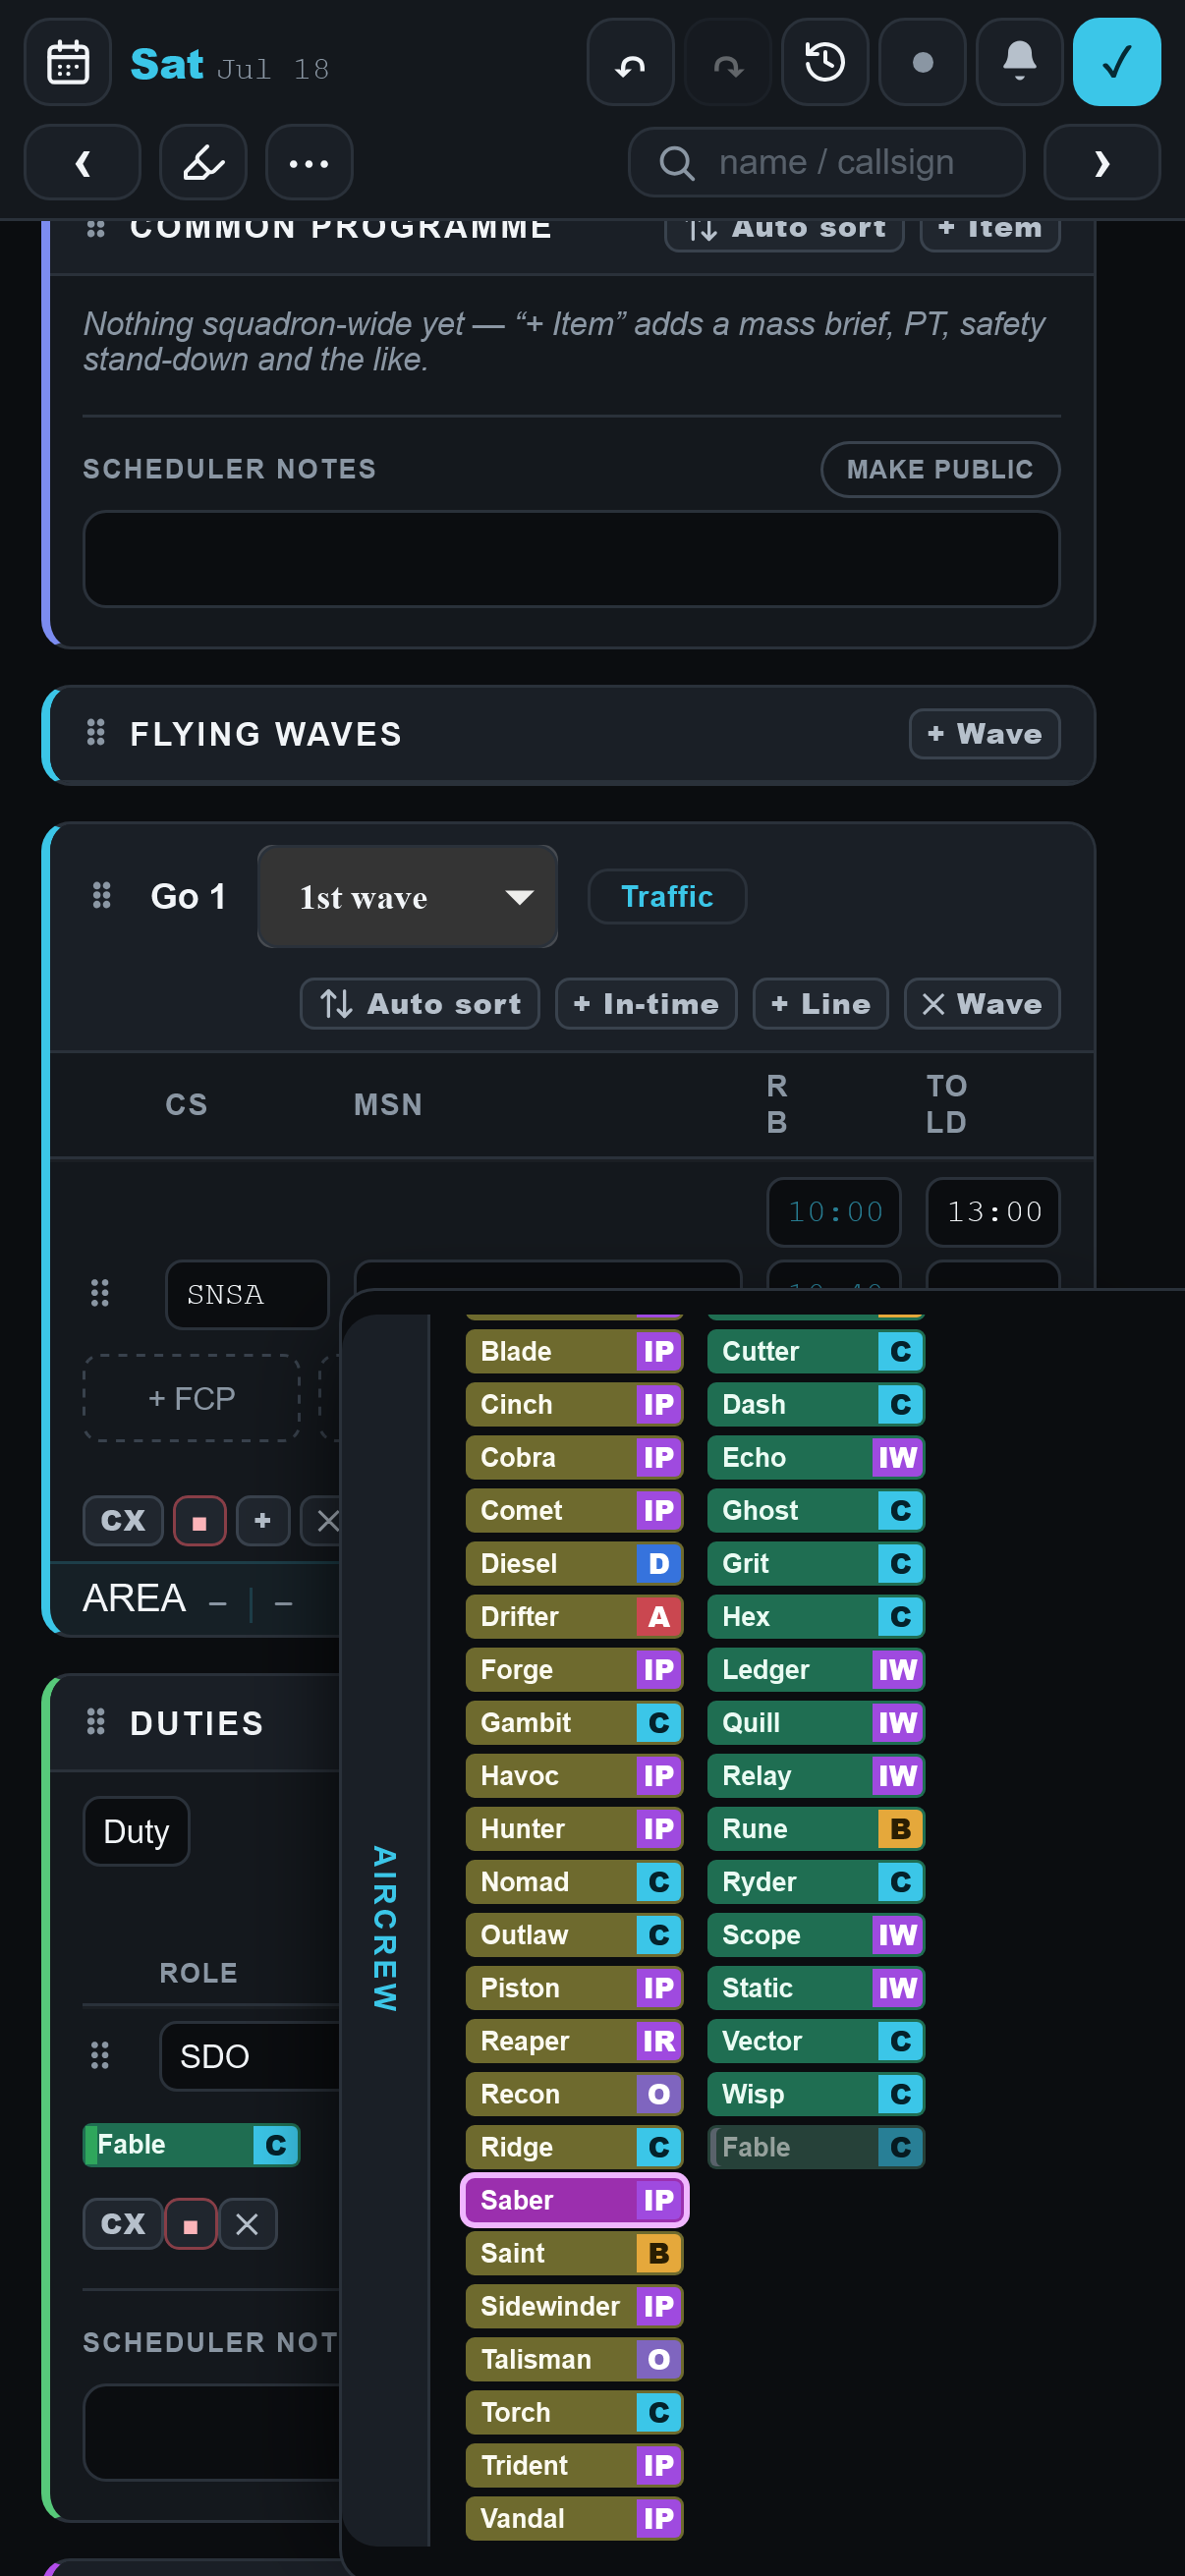 Sat Jul 18
name / callsign
COMMON PROGRAMME Auto sort + Item
Nothing squadron-wide yet — “+ Item” adds a mass brief, PT, safety
stand-down and the like.
SCHEDULER NOTES MAKE PUBLIC
FLYING WAVES + Wave
Go 1 1st wave Traffic
Auto sort + In-time + Line × Wave
CS MSN R B TO LD
10:00 13:00
SNSA
+ FCP
CX + ×
AREA – | –
DUTIES
Duty
ROLE
SDO
Fable C
CX ×
SCHEDULER NOT
AIRCREW
Blade IP
Cinch IP
Cobra IP
Comet IP
Diesel D
Drifter A
Forge IP
Gambit C
Havoc IP
Hunter IP
Nomad C
Outlaw C
Piston IP
Reaper IR
Recon O
Ridge C
Saber IP
Saint B
Sidewinder IP
Talisman O
Torch C
Trident IP
Vandal IP
Cutter C
Dash C
Echo IW
Ghost C
Grit C
Hex C
Ledger IW
Quill IW
Relay IW
Rune B
Ryder C
Scope IW
Static IW
Vector C
Wisp C
Fable C